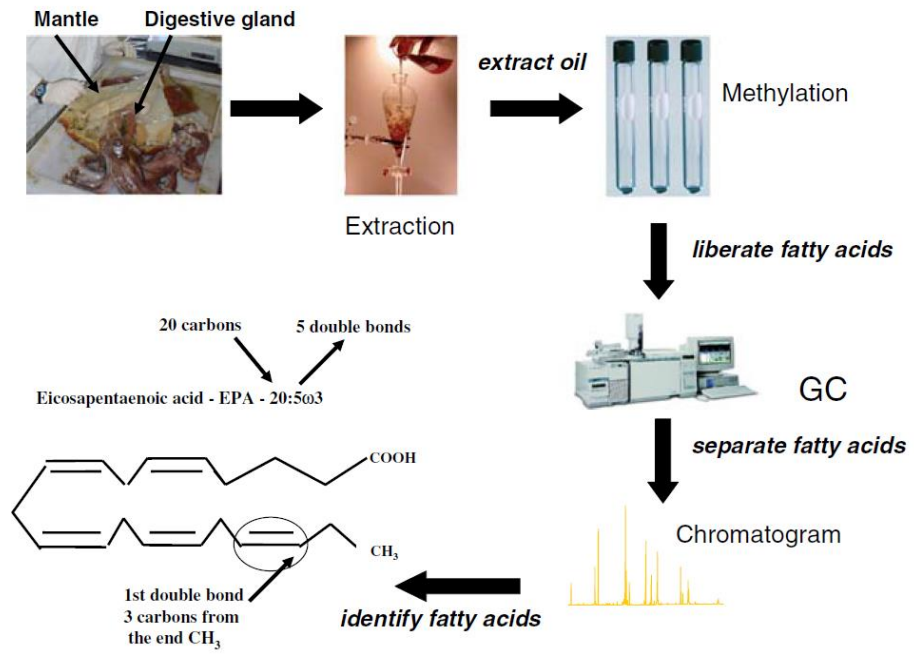 Mantle
Digestive gland
extract oil
Methylation
Extraction
liberate fatty acids
20 carbons
5 double bonds
Eicosapentaenoic acid - EPA - 20:5ω3
GC
separate fatty acids
COOH
CH₃
Chromatogram
1st double bond
3 carbons from
the end CH₃
identify fatty acids